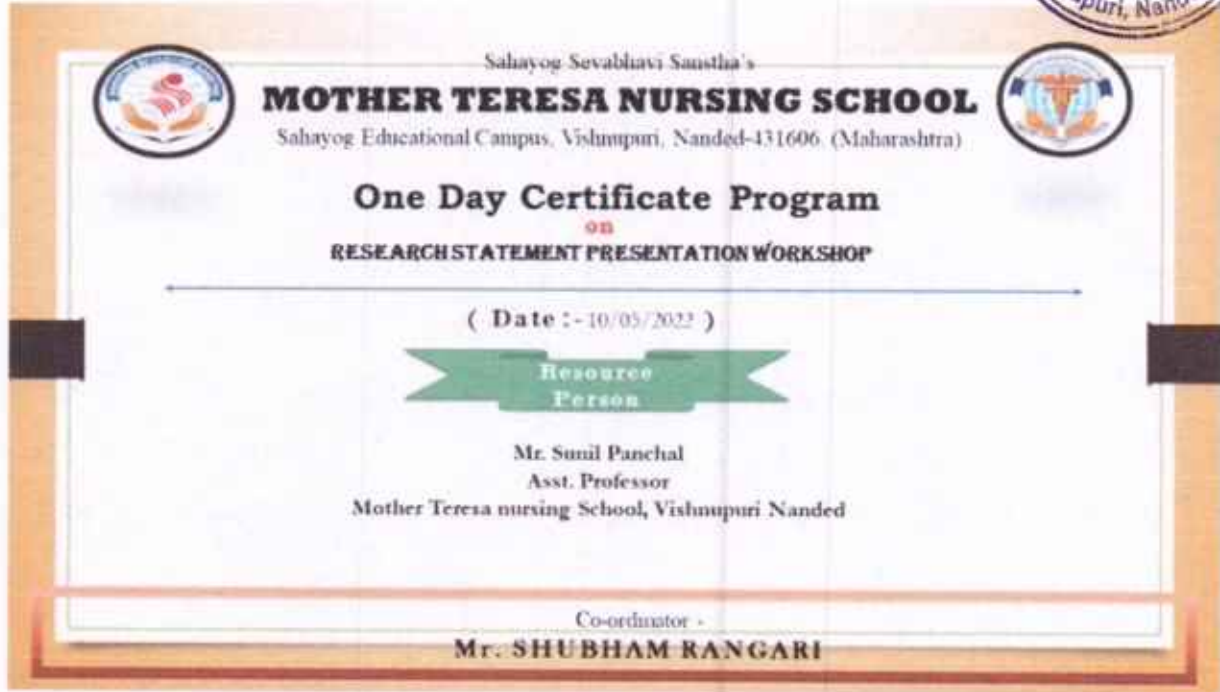 puri, Nand
Sahayog Sevabhavi Sanstha's
MOTHER TERESA NURSING SCHOOL
Sahayog Educational Campus, Vishnupuri, Nanded-431606. (Maharashtra)
One Day Certificate Program
on
RESEARCH STATEMENT PRESENTATION WORKSHOP
( Date :- 10/05/2022 )
Resource
Person
Mr. Sunil Panchal
Asst. Professor
Mother Teresa nursing School, Vishnupuri Nanded
Co-ordinator -
Mr. SHUBHAM RANGARI